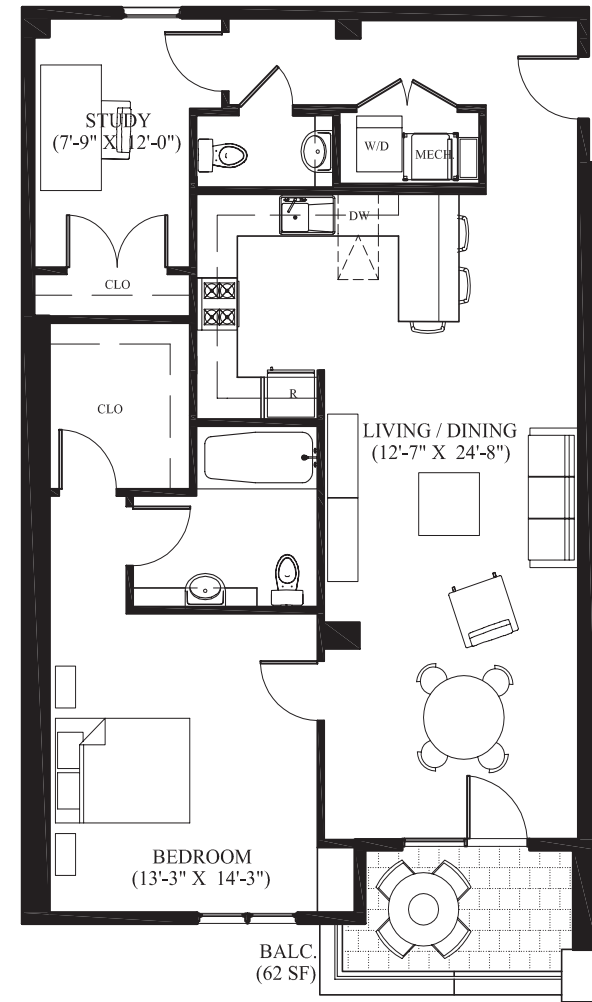 STUDY
(7'-9" X 12'-0")
W/D
MECH.
DW
CLO
R
CLO
LIVING / DINING
(12'-7" X 24'-8")
BEDROOM
(13'-3" X 14'-3")
BALC.
(62 SF)